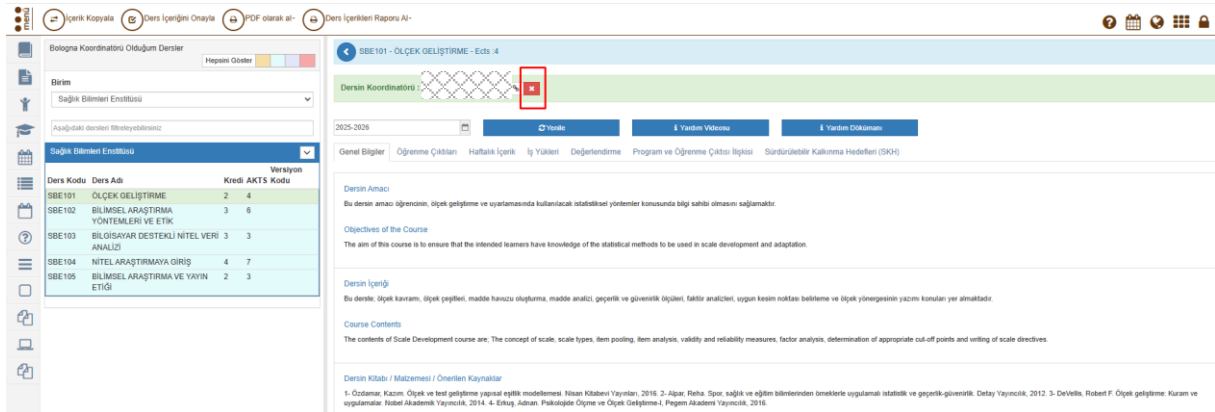 menü
İçerik Kopyala Ders İçeriğini Onayla PDF olarak al- Ders İçerikleri Raporu Al-
Bologna Koordinatörü Olduğum Dersler
Hepsini Göster
Birim
Sağlık Bilimleri Enstitüsü
Aşağıdaki dersleri filtreleyebilirsiniz
Sağlık Bilimleri Enstitüsü
Versiyon
Ders Kodu Ders Adı Kredi AKTS Kodu
SBE101 ÖLÇEK GELİŞTİRME 2 4
SBE102 BİLİMSEL ARAŞTIRMA 3 6
YÖNTEMLERİ VE ETİK
SBE103 BİLGİSAYAR DESTEKLİ NİTEL VERİ 3 3
ANALİZİ
SBE104 NİTEL ARAŞTIRMAYA GİRİŞ 4 7
SBE105 BİLİMSEL ARAŞTIRMA VE YAYIN 2 3
ETİĞİ
SBE101 - ÖLÇEK GELİŞTİRME - Ects :4
Dersin Koordinatörü :
2025-2026 Yenile Yardım Videosu Yardım Dökümanı
Genel Bilgiler Öğrenme Çıktıları Haftalık İçerik İş Yükleri Değerlendirme Program ve Öğrenme Çıktısı İlişkisi Sürdürülebilir Kalkınma Hedefleri (SKH)
Dersin Amacı
Bu dersin amacı öğrencinin, ölçek geliştirme ve uyarlamasında kullanılacak istatistiksel yöntemler konusunda bilgi sahibi olmasını sağlamaktır.
Objectives of the Course
The aim of this course is to ensure that the intended learners have knowledge of the statistical methods to be used in scale development and adaptation.
Dersin İçeriği
Bu derste; ölçek kavramı, ölçek çeşitleri, madde havuzu oluşturma, madde analizi, geçerlik ve güvenirlik ölçüleri, faktör analizleri, uygun kesim noktası belirleme ve ölçek yönergesinin yazımı konuları yer almaktadır.
Course Contents
The contents of Scale Development course are; The concept of scale, scale types, item pooling, item analysis, validity and reliability measures, factor analysis, determination of appropriate cut-off points and writing of scale directives.
Dersin Kitabı / Malzemesi / Önerilen Kaynaklar
1- Özdamar, Kazım. Ölçek ve test geliştirme yapısal eşitlik modellemesi. Nisan Kitabevi Yayınları, 2016. 2- Alpar, Reha. Spor, sağlık ve eğitim bilimlerinden örneklerle uygulamalı istatistik ve geçerlik-güvenirlik. Detay Yayıncılık, 2012. 3- DeVellis, Robert F. Ölçek geliştirme: Kuram ve
uygulamalar. Nobel Akademik Yayıncılık, 2014. 4- Erkuş, Adnan. Psikolojide Ölçme ve Ölçek Geliştirme-I, Pegem Akademi Yayıncılık, 2016.